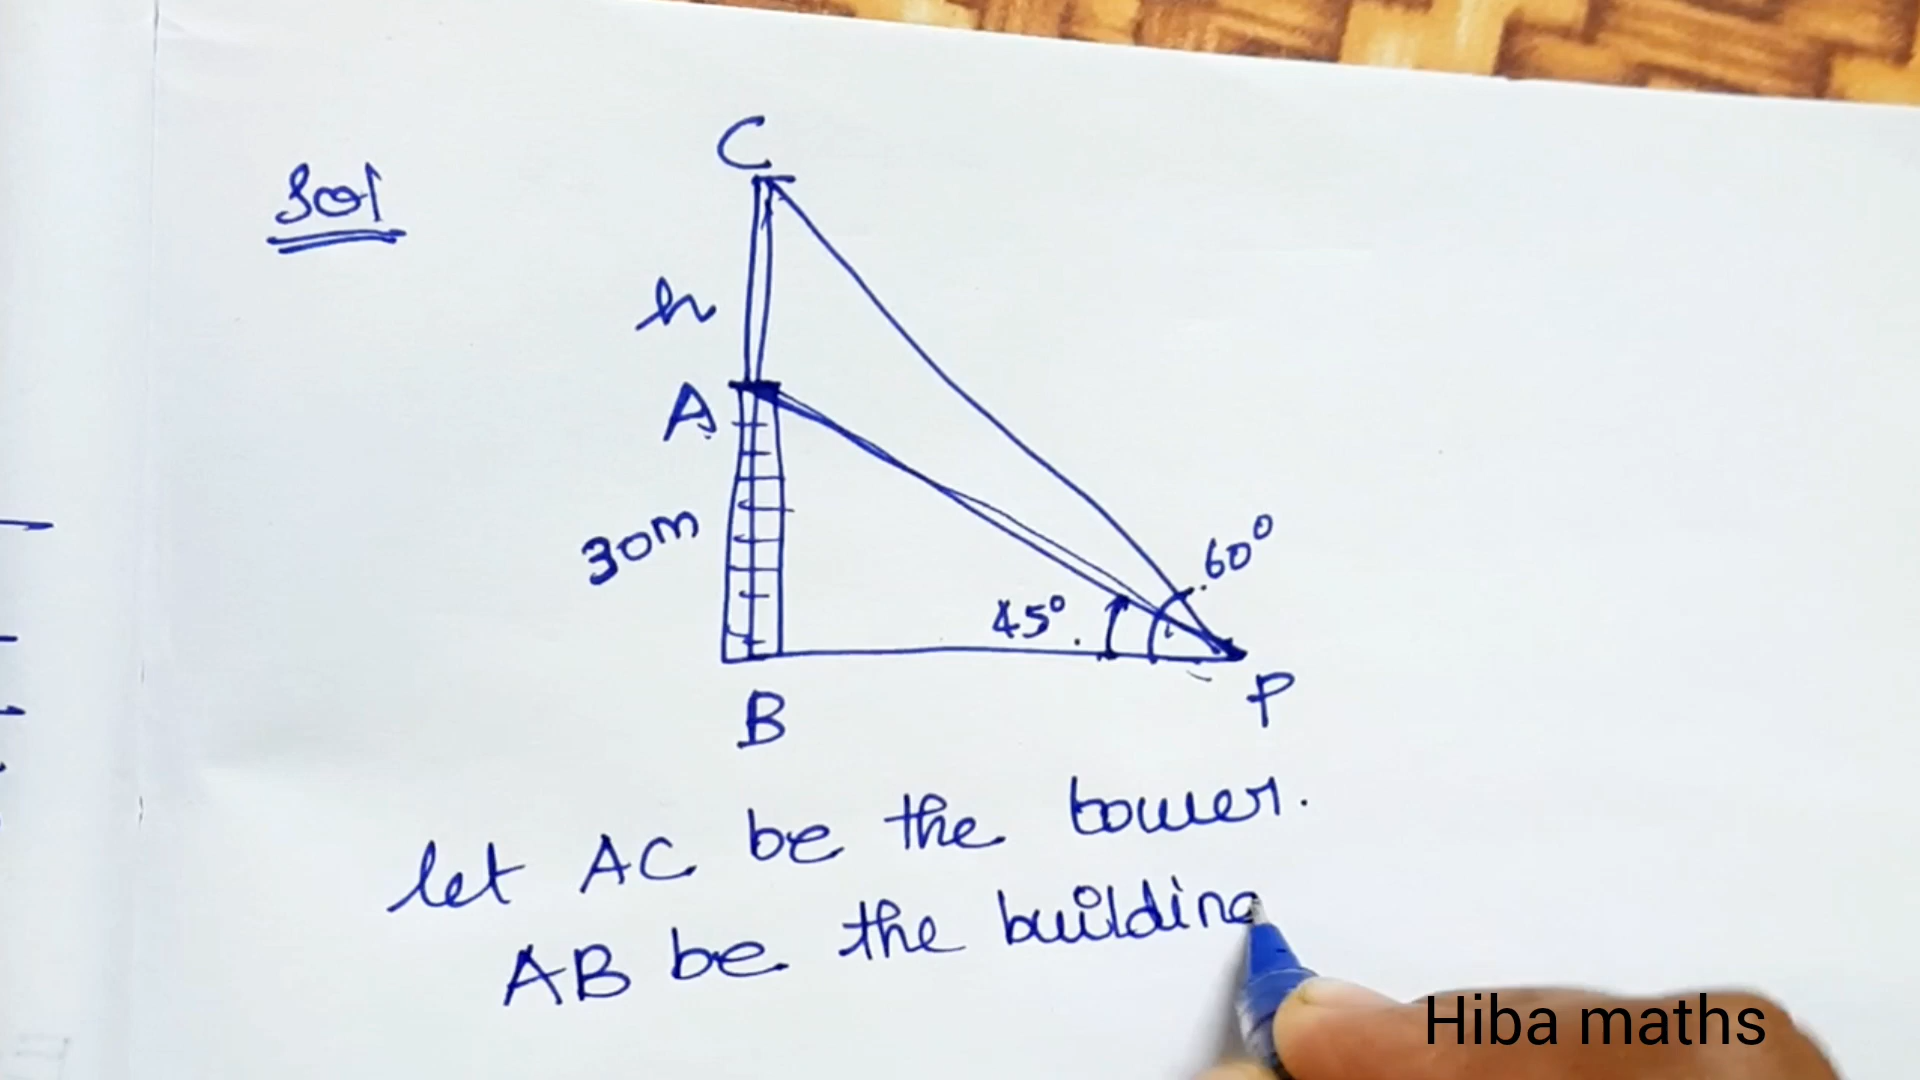 Sol
C
h
A
30m
60°
45°.
B
P
let AC be the tower.
AB be the building
Hiba maths